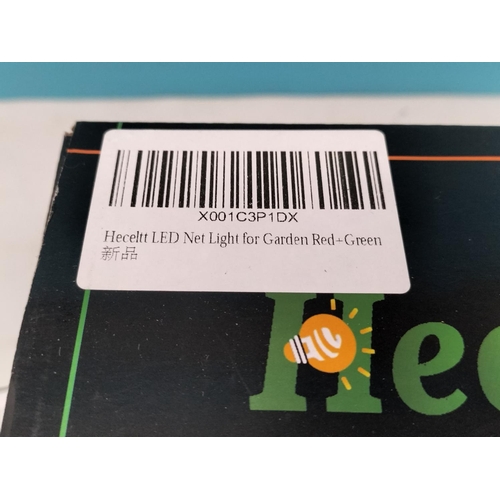 X001C3P1DX
Heceltt LED Net Light for Garden Red+Green
新品
Hec